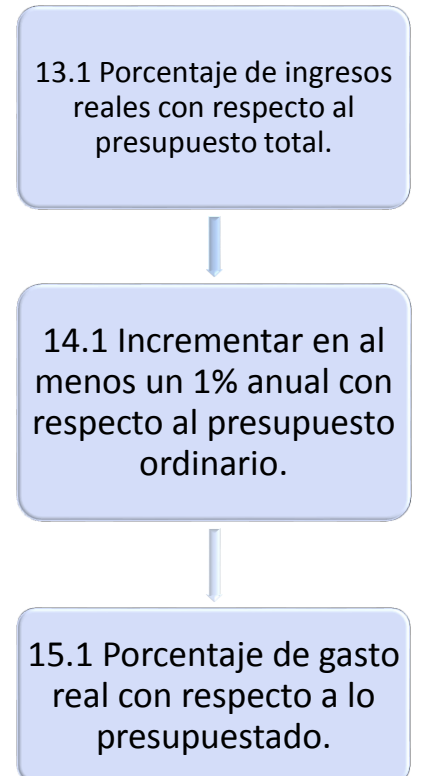 13.1 Porcentaje de ingresos
reales con respecto al
presupuesto total.
14.1 Incrementar en al
menos un 1% anual con
respecto al presupuesto
ordinario.
15.1 Porcentaje de gasto
real con respecto a lo
presupuestado.